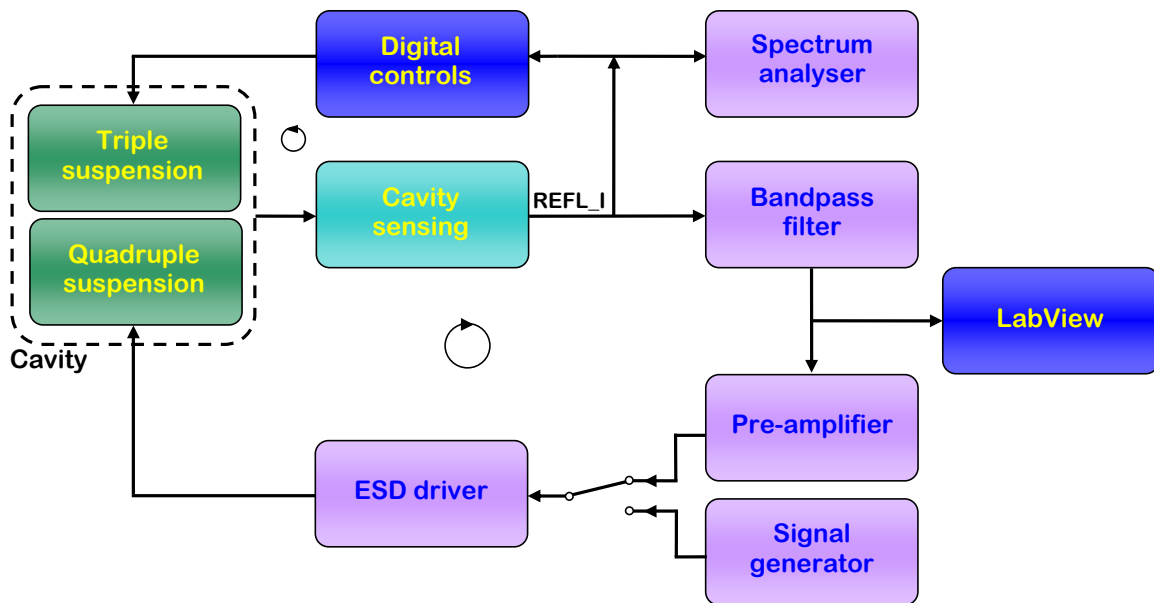 Digital
controls
Spectrum
analyser
Triple
suspension
Cavity
sensing
REFL_I
Bandpass
filter
Quadruple
suspension
LabView
Cavity
Pre-amplifier
ESD driver
Signal
generator